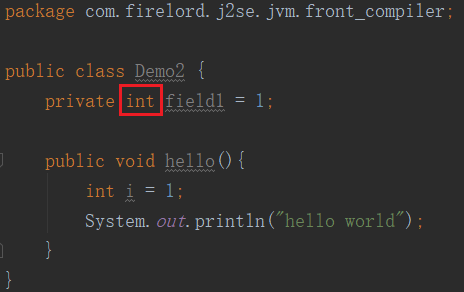 package com.firelord.j2se.jvm.front_compiler;
public class Demo2 {
private int field1 = 1;
public void hello(){
int i = 1;
System.out.println("hello world");
}
}